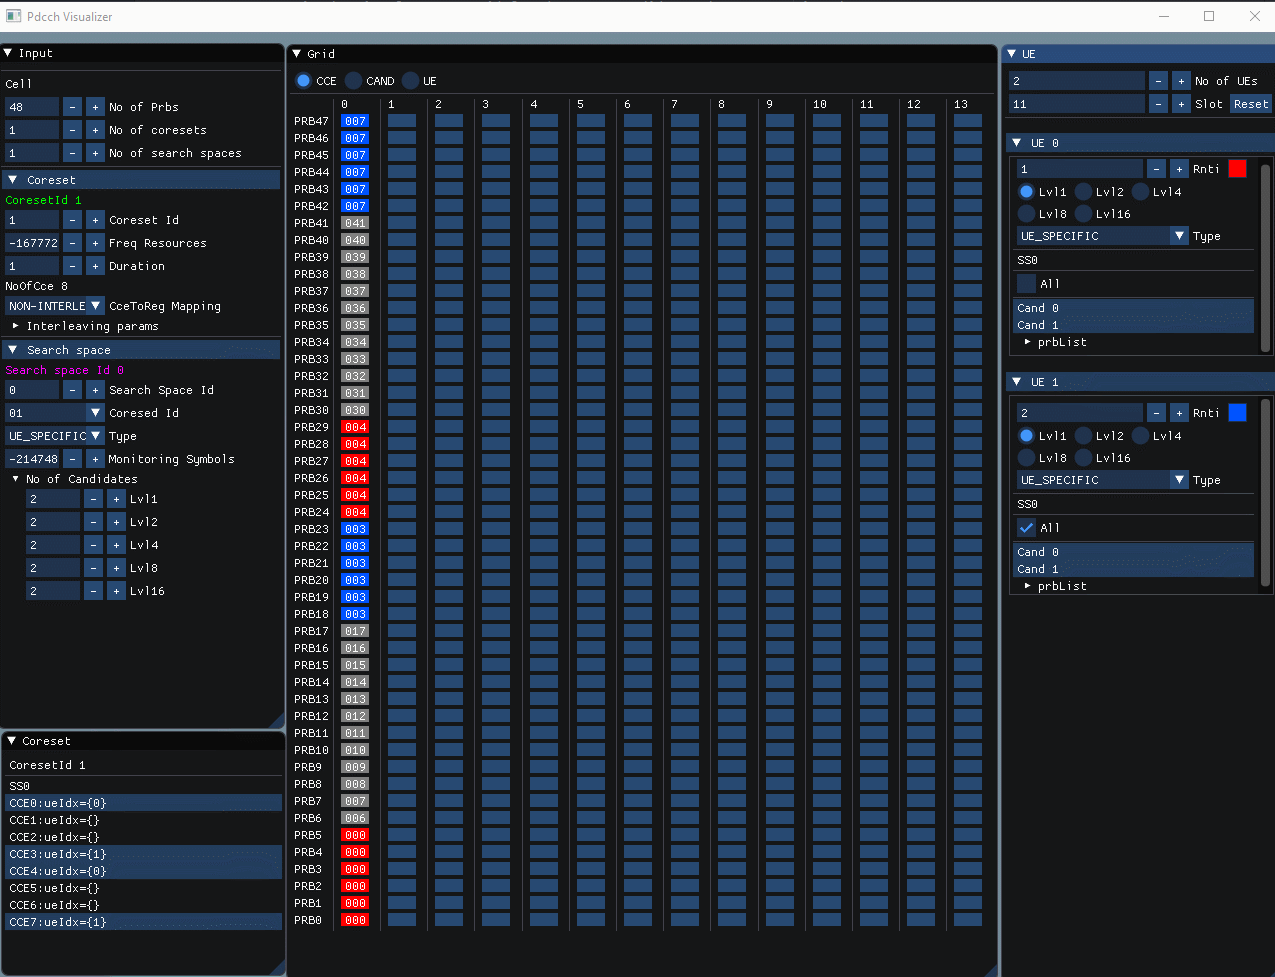 Pdcch Visualizer
Input
Cell
48 - + No of Prbs
1 - + No of coresets
1 - + No of search spaces
Coreset
CoresetId 1
1 - + Coreset Id
-167772 - + Freq Resources
1 - + Duration
NoOfCce 8
NON-INTERLE CceToReg Mapping
Interleaving params
Search space
Search space Id 0
0 - + Search Space Id
01 Coresed Id
UE_SPECIFIC Type
-214748 - + Monitoring Symbols
No of Candidates
2 - + Lvl1
2 - + Lvl2
2 - + Lvl4
2 - + Lvl8
2 - + Lvl16
Coreset
CoresetId 1
SS0
CCE0:ueIdx={0}
CCE1:ueIdx={}
CCE2:ueIdx={}
CCE3:ueIdx={1}
CCE4:ueIdx={0}
CCE5:ueIdx={}
CCE6:ueIdx={}
CCE7:ueIdx={1}
Grid
CCE CAND UE
0 1 2 3 4 5 6 7 8 9 10 11 12 13
PRB47 007
PRB46 007
PRB45 007
PRB44 007
PRB43 007
PRB42 007
PRB41 041
PRB40 040
PRB39 039
PRB38 038
PRB37 037
PRB36 036
PRB35 035
PRB34 034
PRB33 033
PRB32 032
PRB31 031
PRB30 030
PRB29 004
PRB28 004
PRB27 004
PRB26 004
PRB25 004
PRB24 004
PRB23 003
PRB22 003
PRB21 003
PRB20 003
PRB19 003
PRB18 003
PRB17 017
PRB16 016
PRB15 015
PRB14 014
PRB13 013
PRB12 012
PRB11 011
PRB10 010
PRB9 009
PRB8 008
PRB7 007
PRB6 006
PRB5 000
PRB4 000
PRB3 000
PRB2 000
PRB1 000
PRB0 000
UE
2 - + No of UEs
11 - + Slot Reset
UE 0
1 - + Rnti
Lvl1 Lvl2 Lvl4
Lvl8 Lvl16
UE_SPECIFIC Type
SS0
All
Cand 0
Cand 1
prbList
UE 1
2 - + Rnti
Lvl1 Lvl2 Lvl4
Lvl8 Lvl16
UE_SPECIFIC Type
SS0
All
Cand 0
Cand 1
prbList